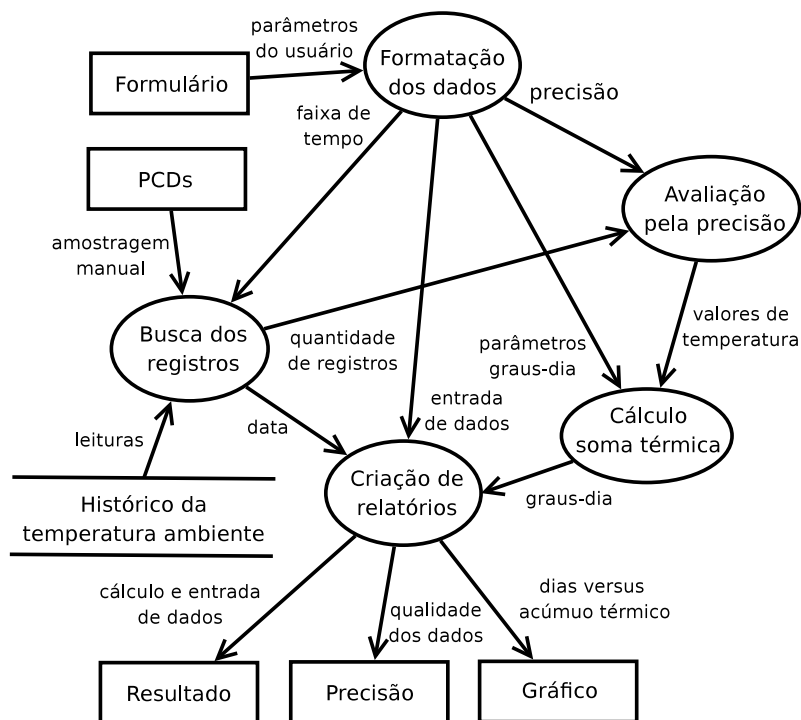 parâmetros
do usuário
Formulário
Formatação
dos dados
precisão
faixa de
tempo
PCDs
Avaliação
pela precisão
amostragem
manual
Busca dos
registros
quantidade
de registros
parâmetros
graus-dia
valores de
temperatura
leituras
data
entrada
de dados
Cálculo
soma térmica
Histórico da
temperatura ambiente
Criação de
relatórios
graus-dia
cálculo e entrada
de dados
qualidade
dos dados
dias versus
acúmuo térmico
Resultado
Precisão
Gráfico